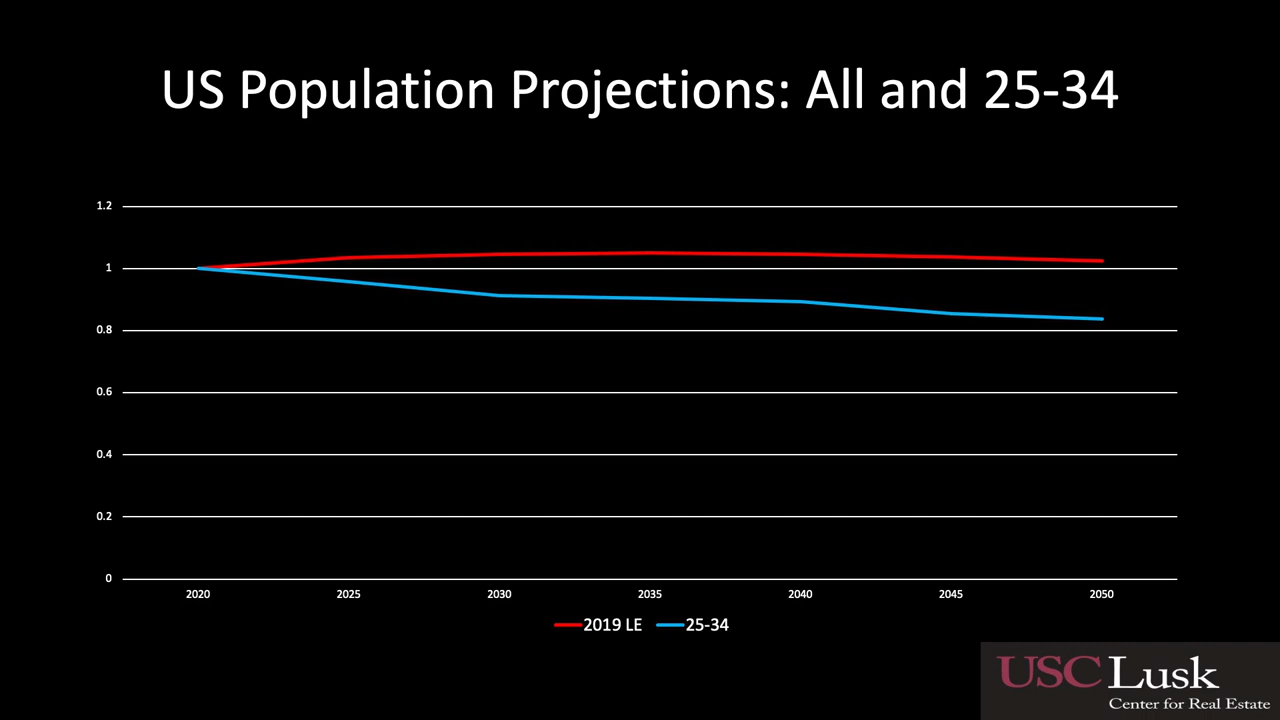 US Population Projections: All and 25-34
1.2
1
0.8
0.6
0.4
0.2
0
2020 2025 2030 2035 2040 2045 2050
2019 LE 25-34
USC Lusk
Center for Real Estate